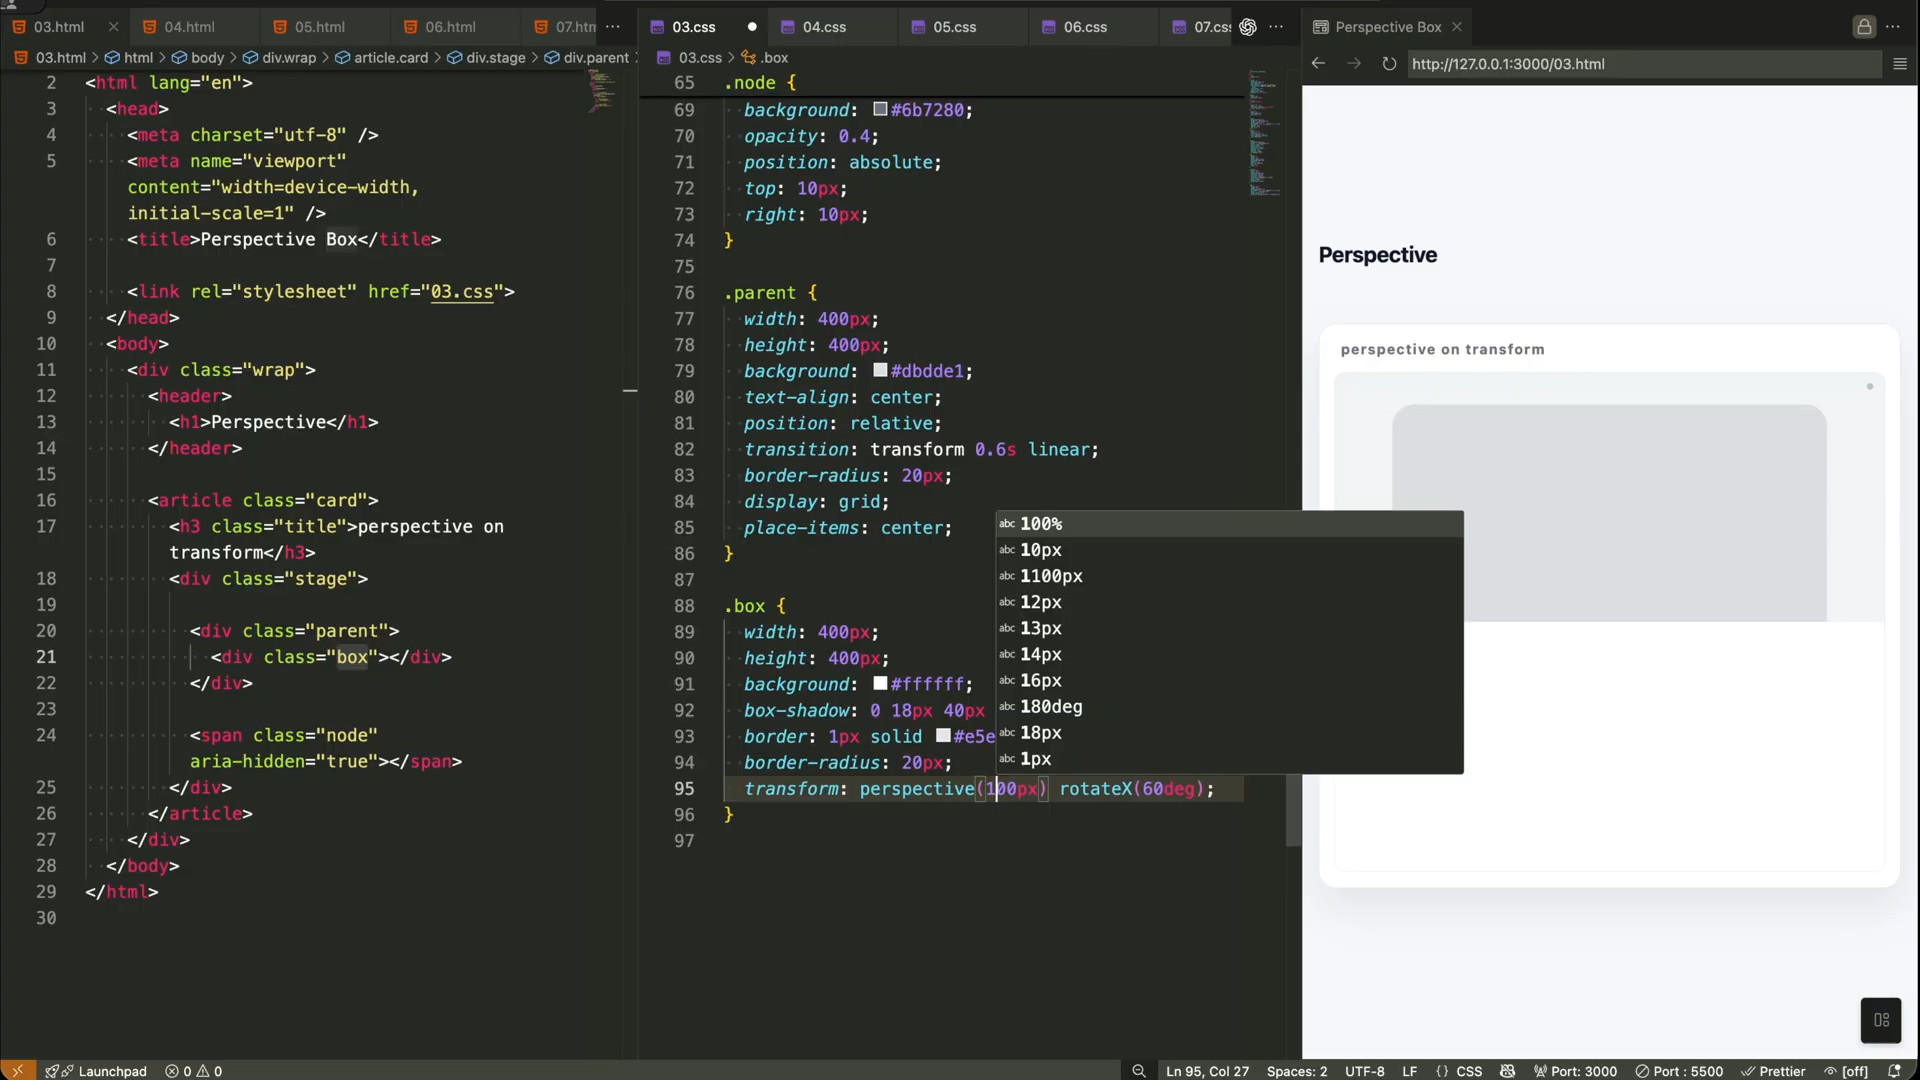 03.html
04.html
05.html
06.html
07.htm
03.css
04.css
05.css
06.css
07.css
Perspective Box
03.html > html > body > div.wrap > article.card > div.stage > div.parent
03.css > .box
http://127.0.0.1:3000/03.html
2 <html lang="en">
3 <head>
4 <meta charset="utf-8" />
5 <meta name="viewport"
content="width=device-width,
initial-scale=1" />
6 <title>Perspective Box</title>
7
8 <link rel="stylesheet" href="03.css">
9 </head>
10 <body>
11 <div class="wrap">
12 <header>
13 <h1>Perspective</h1>
14 </header>
15
16 <article class="card">
17 <h3 class="title">perspective on
transform</h3>
18 <div class="stage">
19
20 <div class="parent">
21 <div class="box"></div>
22 </div>
23
24 <span class="node"
aria-hidden="true"></span>
25 </div>
26 </article>
27 </div>
28 </body>
29 </html>
30
65 .node {
69 background: #6b7280;
70 opacity: 0.4;
71 position: absolute;
72 top: 10px;
73 right: 10px;
74 }
75
76 .parent {
77 width: 400px;
78 height: 400px;
79 background: #dbdde1;
80 text-align: center;
81 position: relative;
82 transition: transform 0.6s linear;
83 border-radius: 20px;
84 display: grid;
85 place-items: center;
86 }
87
88 .box {
89 width: 400px;
90 height: 400px;
91 background: #ffffff;
92 box-shadow: 0 18px 40px
93 border: 1px solid #e5e
94 border-radius: 20px;
95 transform: perspective(100px) rotateX(60deg);
96 }
97
abc 100%
abc 10px
abc 1100px
abc 12px
abc 13px
abc 14px
abc 16px
abc 180deg
abc 18px
abc 1px
Perspective
perspective on transform
Launchpad
0 0
Ln 95, Col 27
Spaces: 2
UTF-8
LF
{ } CSS
Port: 3000
Port : 5500
Prettier
[off]